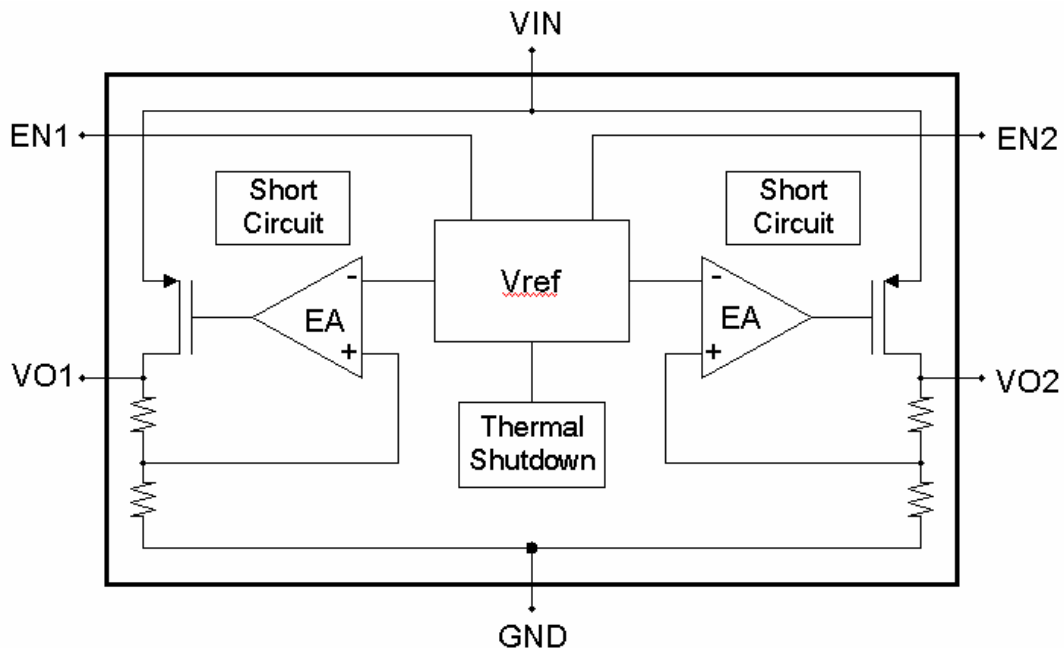 VIN
EN1
EN2
Short
Circuit
Short
Circuit
Vref
-
-
EA
EA
+
+
VO1
VO2
Thermal
Shutdown
GND